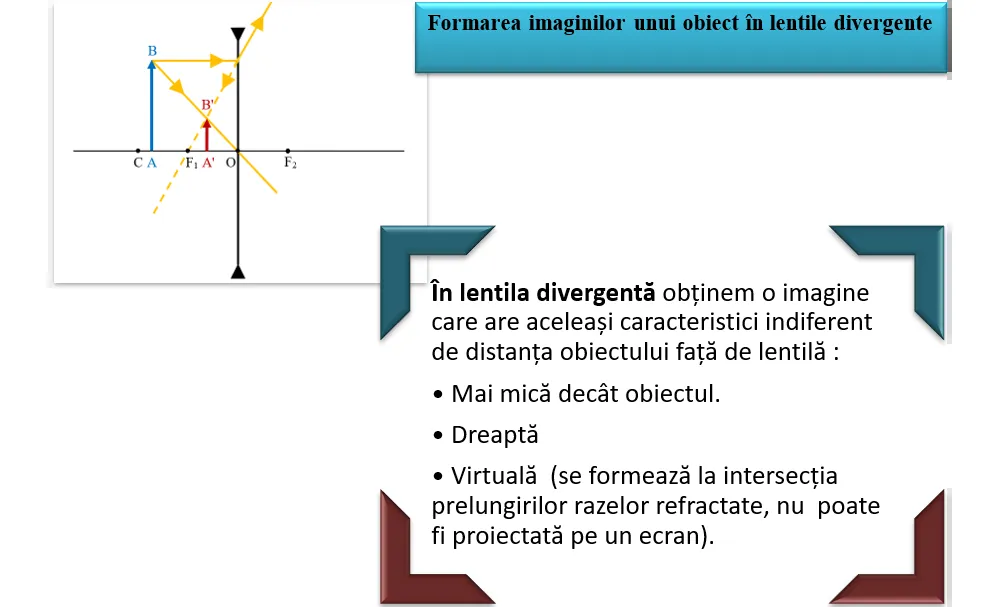 Formarea imaginilor unui obiect în lentile divergente
B
B'
C A F₁ A' O F₂
În lentila divergentă obținem o imagine
care are aceleași caracteristici indiferent
de distanța obiectului față de lentilă :
• Mai mică decât obiectul.
• Dreaptă
• Virtuală (se formează la intersecția
prelungirilor razelor refractate, nu poate
fi proiectată pe un ecran).